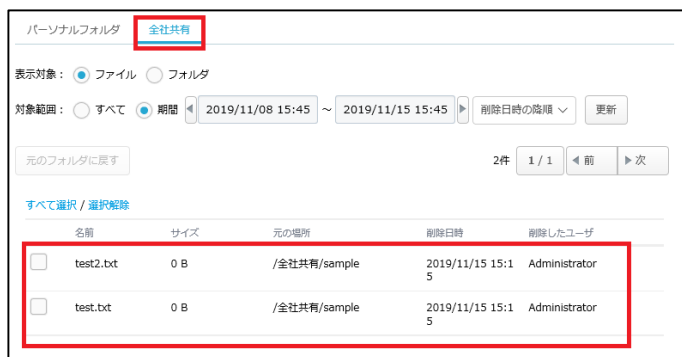 パーソナルフォルダ 全社共有
表示対象： ファイル フォルダ
対象範囲： すべて 期間 2019/11/08 15:45 ～ 2019/11/15 15:45 削除日時の降順 更新
元のフォルダに戻す 2件 1 / 1 前 次
すべて選択 / 選択解除
名前 サイズ 元の場所 削除日時 削除したユーザ
test2.txt 0 B /全社共有/sample 2019/11/15 15:1 Administrator
5
test.txt 0 B /全社共有/sample 2019/11/15 15:1 Administrator
5